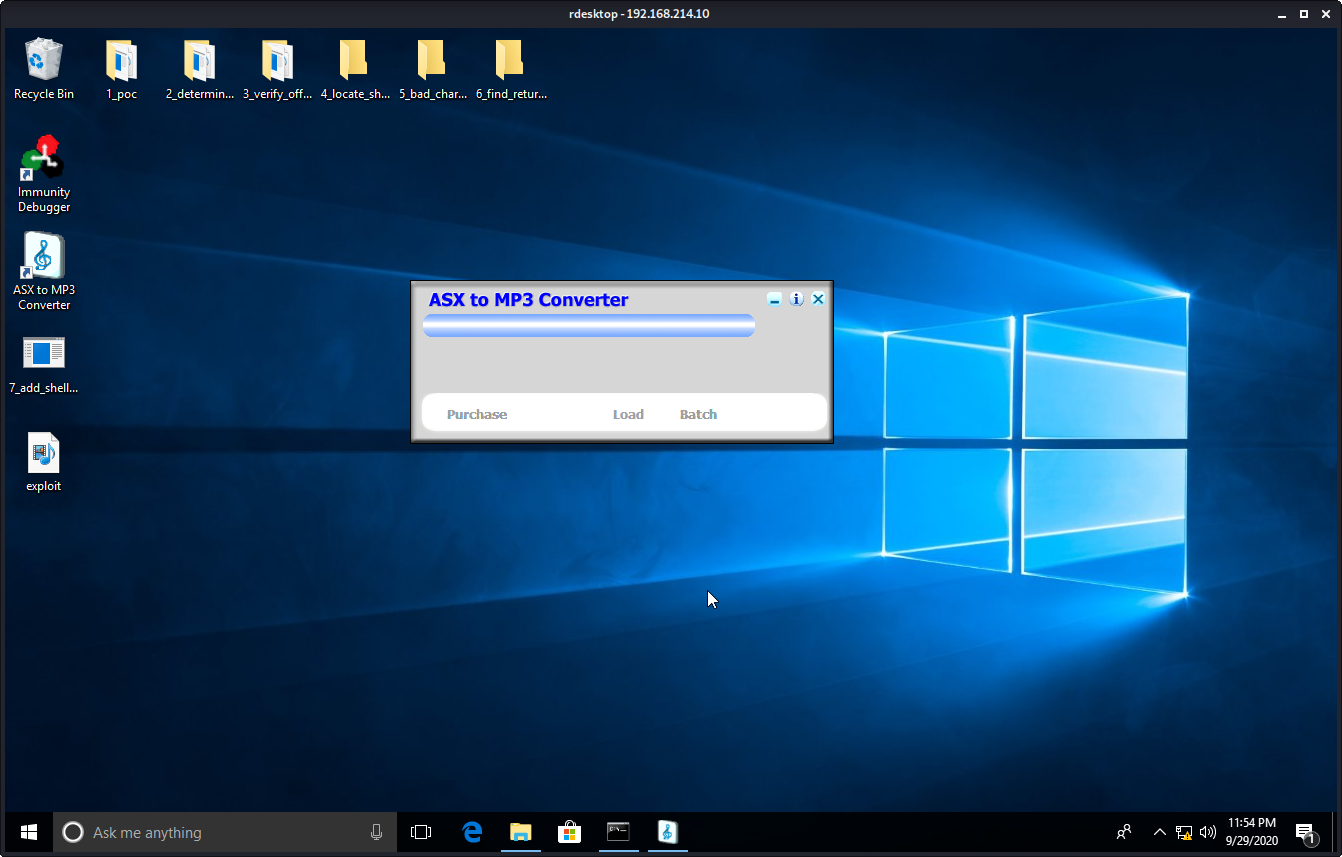 rdesktop - 192.168.214.10
Recycle Bin
1_poc
2_determin...
3_verify_off...
4_locate_sh...
5_bad_char...
6_find_retur...
Immunity
Debugger
ASX to MP3
Converter
7_add_shell...
exploit
ASX to MP3 Converter
Purchase
Load
Batch
Ask me anything
11:54 PM
9/29/2020
1